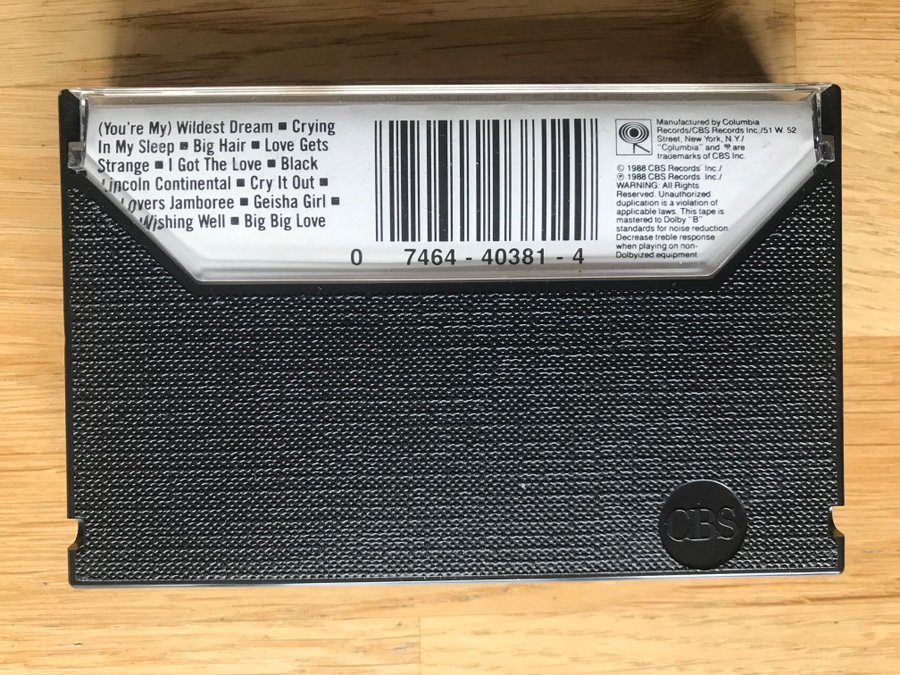 (You're My) Wildest Dream ■ Crying
In My Sleep ■ Big Hair ■ Love Gets
Strange ■ I Got The Love ■ Black
Lincoln Continental ■ Cry It Out ■
Lovers Jamboree ■ Geisha Girl ■
Wishing Well ■ Big Big Love
0 7464-40381-4
Manufactured by Columbia
Records/CBS Records Inc./51 W. 52
Street, New York, N.Y./
"Columbia" and are
trademarks of CBS Inc.
© 1988 CBS Records Inc./
℗ 1988 CBS Records Inc./
WARNING: All Rights
Reserved. Unauthorized
duplication is a violation of
applicable laws. This tape is
mastered to Dolby "B"
standards for noise reduction.
Decrease treble response
when playing on non-
Dolbyized equipment.
CBS